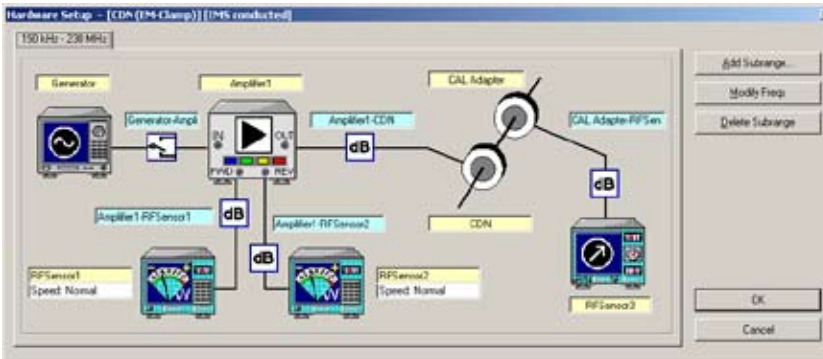 Hardware Setup - [CDN (EM-Clamp)] [IMS conducted]
150 kHz - 230 MHz
Generator
Amplifier1
CAL Adapter
Generator-Ampli
Amplifier1-CDN
CAL Adapter-RFSen
IN
OUT
FWD
REV
dB
dB
Amplifier1-RFSensor1
dB
Amplifier1-RFSensor2
dB
CDN
RFSensor1
Speed: Normal
RFSensor2
Speed: Normal
RFSensor3
Add Subrange...
Modify Freq:
Delete Subrange
OK
Cancel